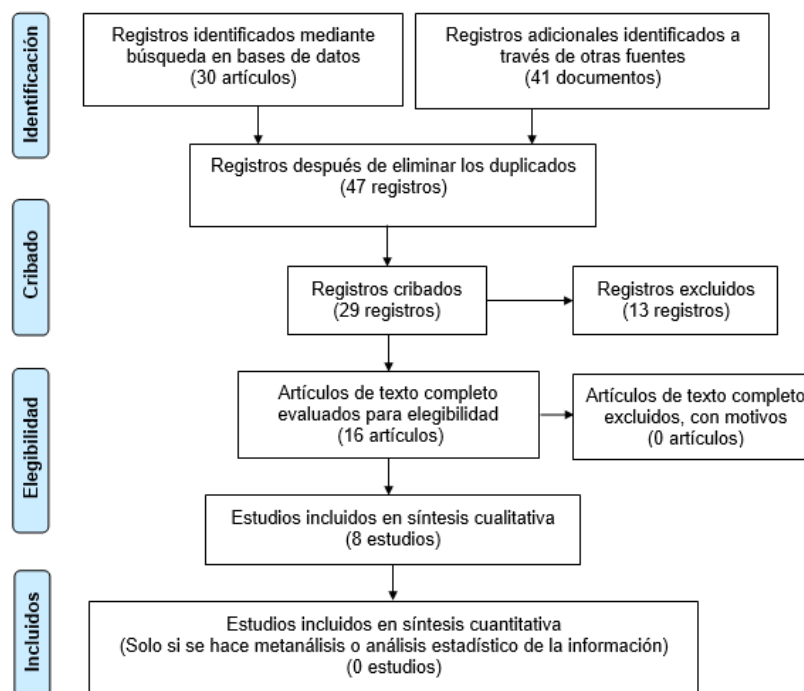 Identificación
Registros identificados mediante
búsqueda en bases de datos
(30 artículos)
Registros adicionales identificados a
través de otras fuentes
(41 documentos)
Registros después de eliminar los duplicados
(47 registros)
Cribado
Registros cribados
(29 registros)
Registros excluidos
(13 registros)
Elegibilidad
Artículos de texto completo
evaluados para elegibilidad
(16 artículos)
Artículos de texto completo
excluidos, con motivos
(0 artículos)
Estudios incluidos en síntesis cualitativa
(8 estudios)
Incluidos
Estudios incluidos en síntesis cuantitativa
(Solo si se hace metanálisis o análisis estadístico de la información)
(0 estudios)